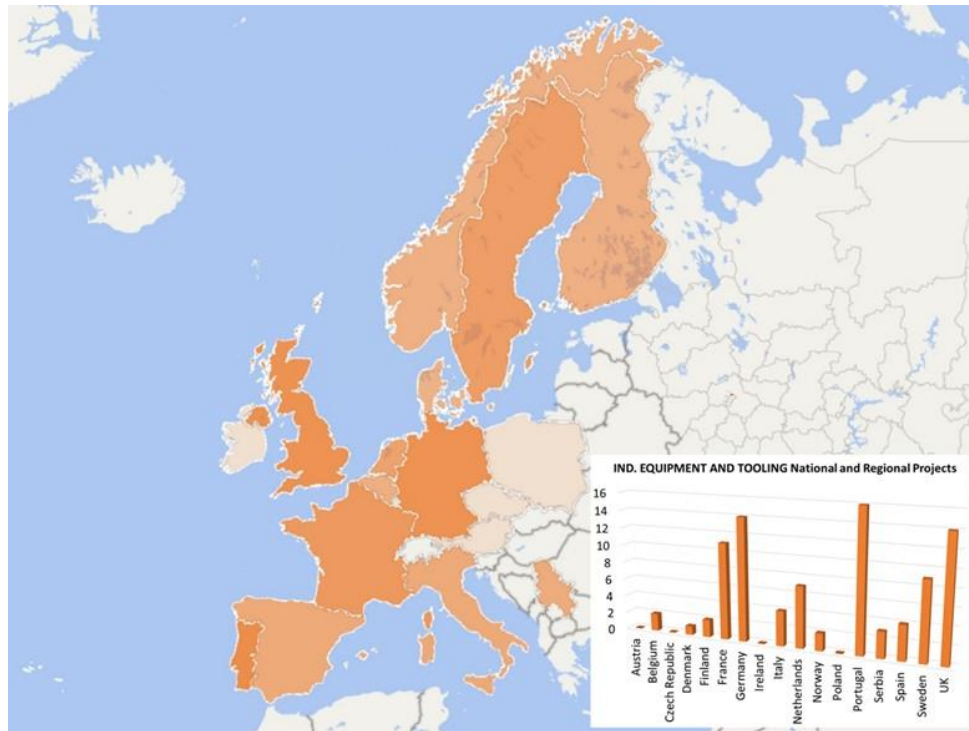 IND. EQUIPMENT AND TOOLING National and Regional Projects
16
14
12
10
8
6
4
2
0
Austria
Belgium
Czech Republic
Denmark
Finland
France
Germany
Ireland
Italy
Netherlands
Norway
Poland
Portugal
Serbia
Spain
Sweden
UK